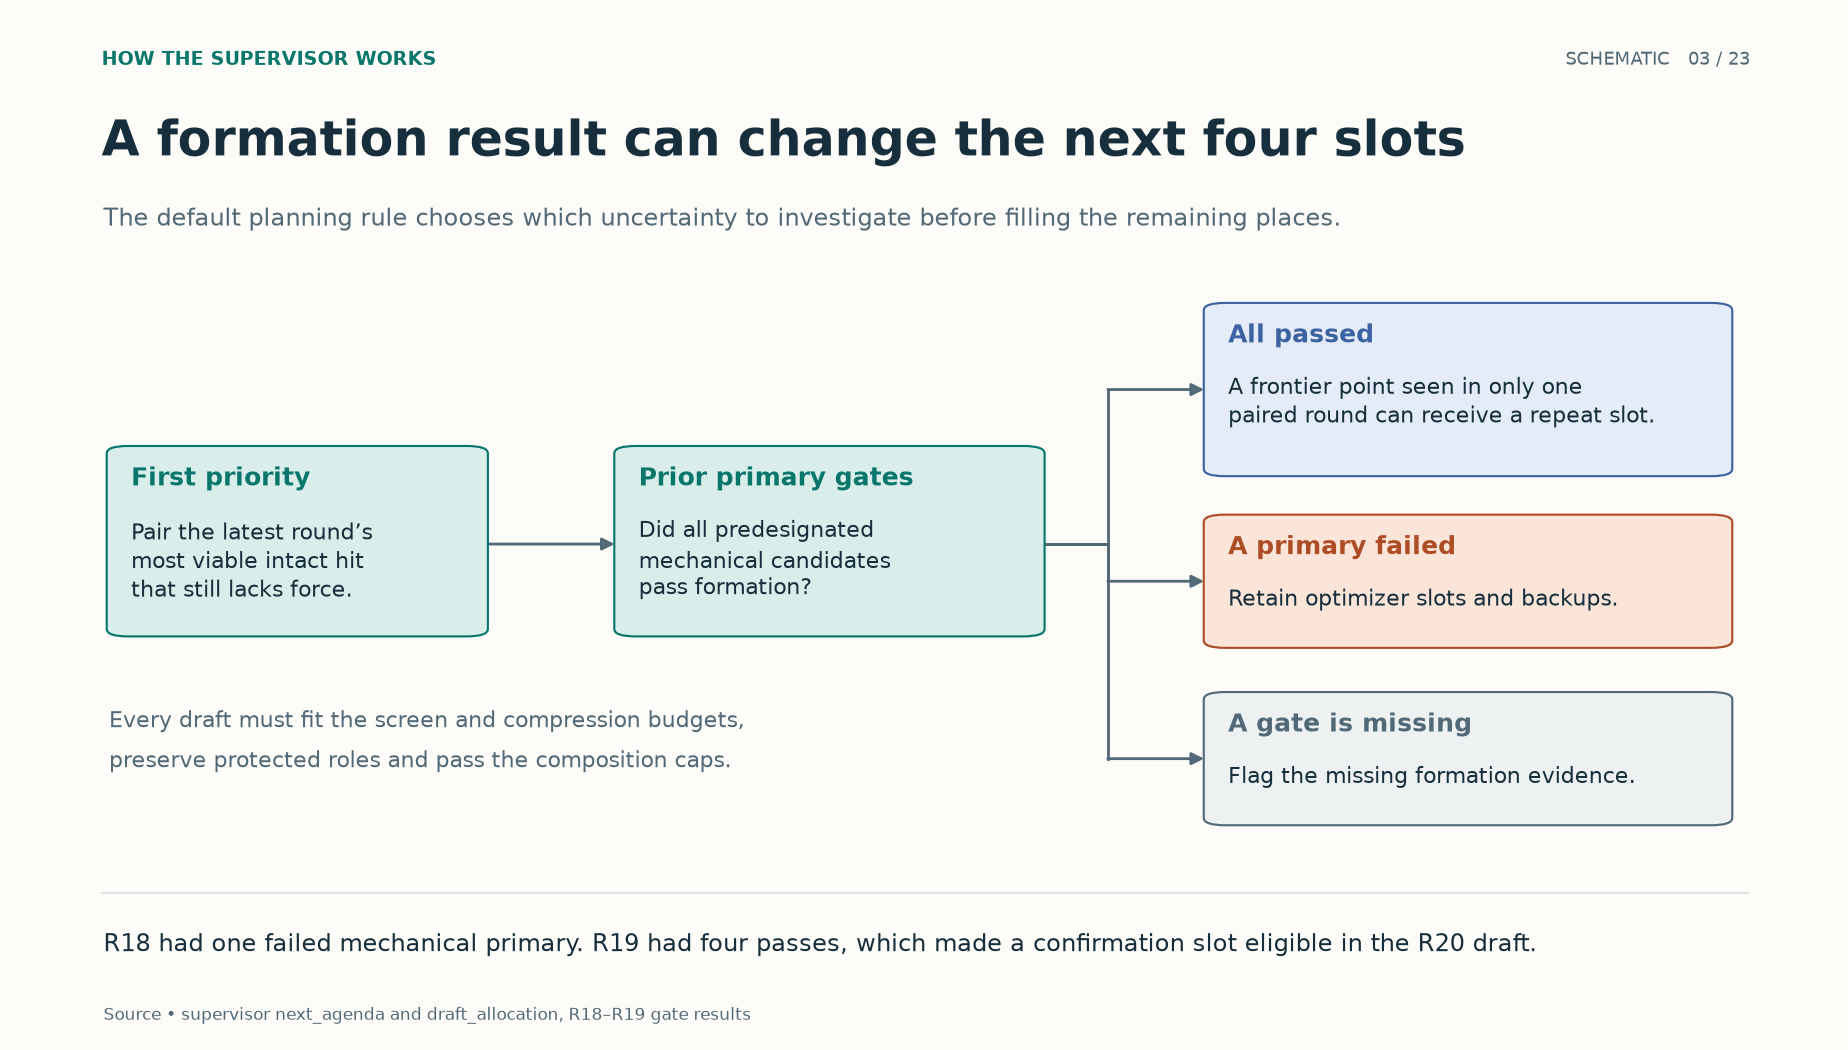 HOW THE SUPERVISOR WORKS
SCHEMATIC 03 / 23
A formation result can change the next four slots
The default planning rule chooses which uncertainty to investigate before filling the remaining places.
First priority
Pair the latest round’s
most viable intact hit
that still lacks force.
Prior primary gates
Did all predesignated
mechanical candidates
pass formation?
All passed
A frontier point seen in only one
paired round can receive a repeat slot.
A primary failed
Retain optimizer slots and backups.
A gate is missing
Flag the missing formation evidence.
Every draft must fit the screen and compression budgets,
preserve protected roles and pass the composition caps.
R18 had one failed mechanical primary. R19 had four passes, which made a confirmation slot eligible in the R20 draft.
Source • supervisor next_agenda and draft_allocation, R18–R19 gate results